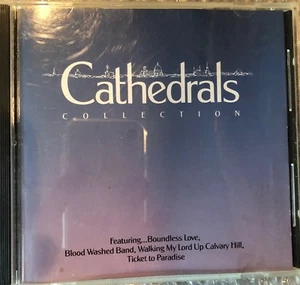 Cathedrals
COLLECTION
Featuring...Boundless Love,
Blood Washed Band, Walking My Lord Up Calvary Hill,
Ticket to Paradise